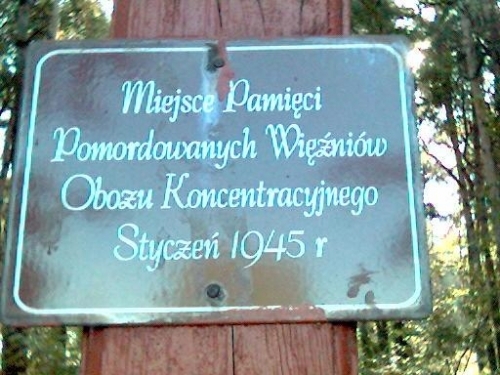 Miejsce Pamięci
Pomordowanych Więźniów
Obozu Koncentracyjnego
Styczeń 1945 r